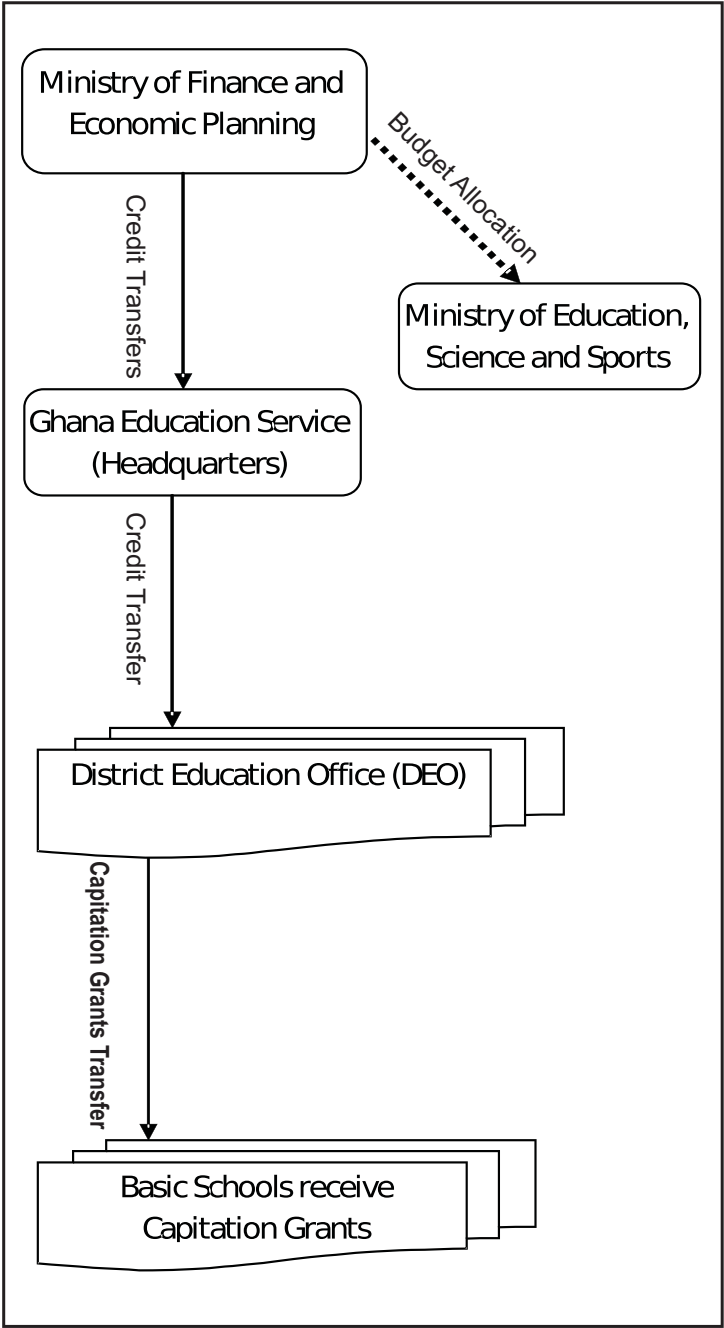 Ministry of Finance and
Economic Planning
Budget Allocation
Credit Transfers
Ministry of Education,
Science and Sports
Ghana Education Service
(Headquarters)
Credit Transfer
District Education Office (DEO)
Capitation Grants Transfer
Basic Schools receive
Capitation Grants